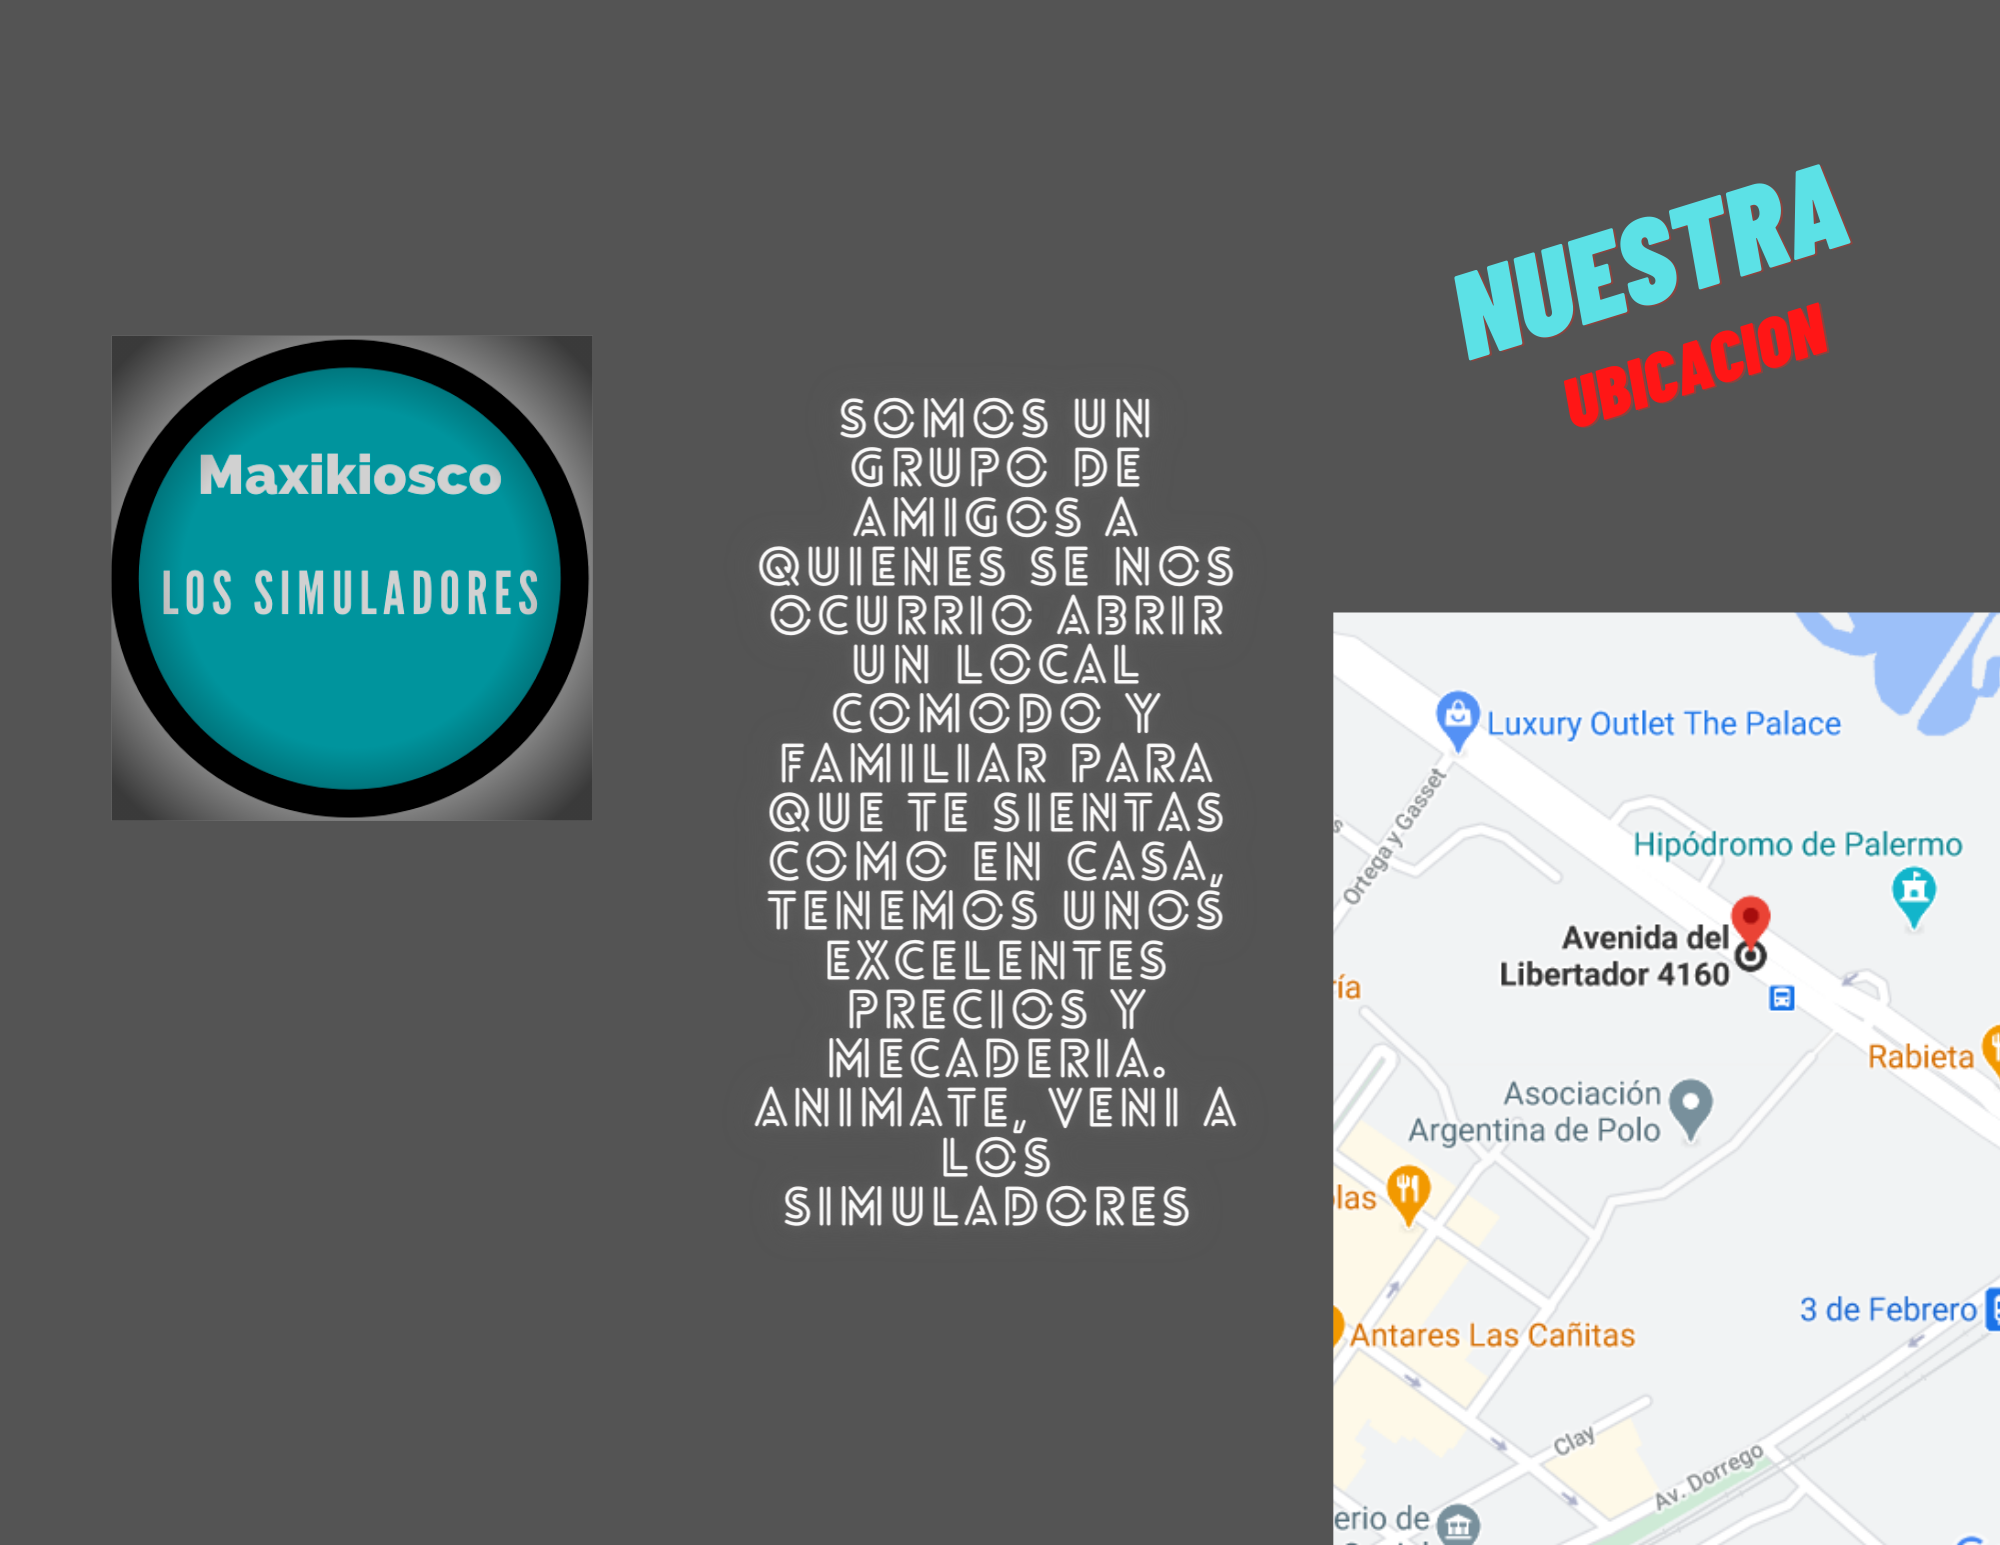 Maxikiosco
LOS SIMULADORES
SOMOS UN
GRUPO DE
AMIGOS A
QUIENES SE NOS
OCURRIO ABRIR
UN LOCAL
COMODO Y
FAMILIAR PARA
QUE TE SIENTAS
COMO EN CASA,
TENEMOS UNOS
EXCELENTES
PRECIOS Y
MECADERIA.
ANIMATE, VENI A
LOS
SIMULADORES
NUESTRA
UBICACION
Luxury Outlet The Palace
Ortega y Gasset
Hipódromo de Palermo
Avenida del
Libertador 4160
ría
Rabieta
Asociación
Argentina de Polo
las
3 de Febrero
Antares Las Cañitas
Clay
Av. Dorrego
erio de